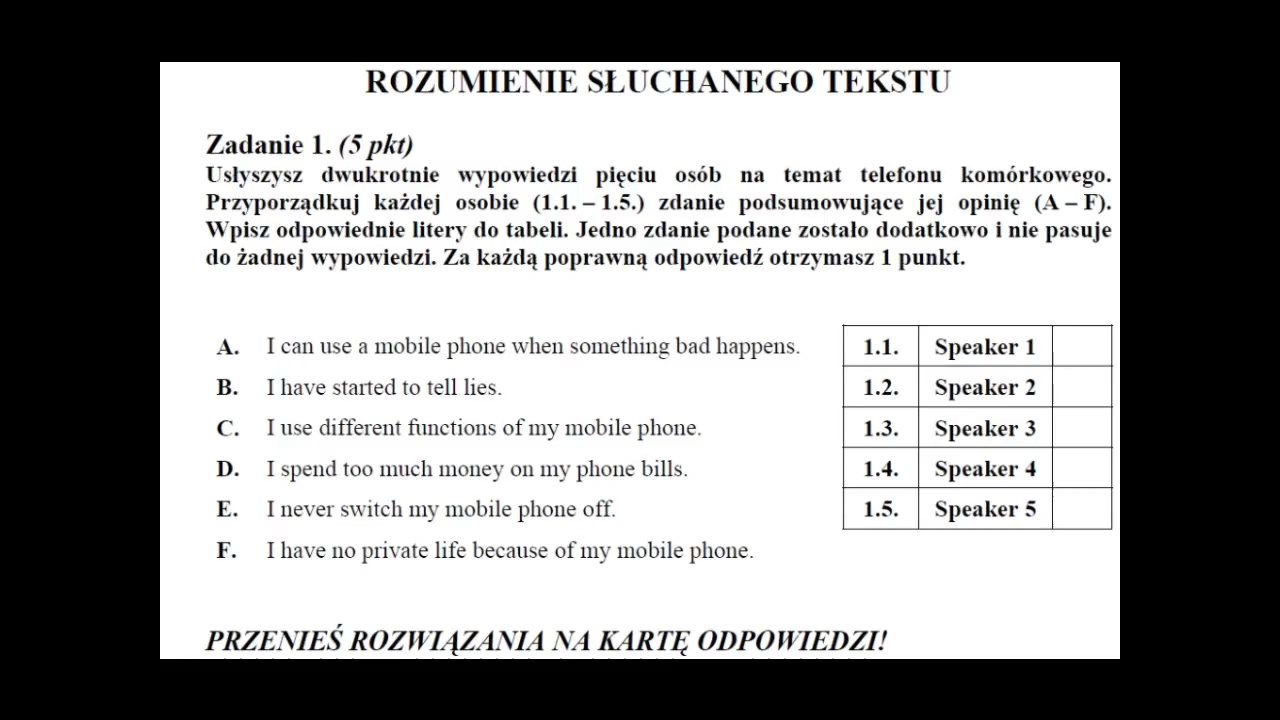 ROZUMIENIE SŁUCHANEGO TEKSTU
Zadanie 1. (5 pkt)
Usłyszysz dwukrotnie wypowiedzi pięciu osób na temat telefonu komórkowego.
Przyporządkuj każdej osobie (1.1. – 1.5.) zdanie podsumowujące jej opinię (A – F).
Wpisz odpowiednie litery do tabeli. Jedno zdanie podane zostało dodatkowo i nie pasuje
do żadnej wypowiedzi. Za każdą poprawną odpowiedź otrzymasz 1 punkt.
A. I can use a mobile phone when something bad happens.
B. I have started to tell lies.
C. I use different functions of my mobile phone.
D. I spend too much money on my phone bills.
E. I never switch my mobile phone off.
F. I have no private life because of my mobile phone.
1.1. Speaker 1
1.2. Speaker 2
1.3. Speaker 3
1.4. Speaker 4
1.5. Speaker 5
PRZENIEŚ ROZWIĄZANIA NA KARTĘ ODPOWIEDZI!